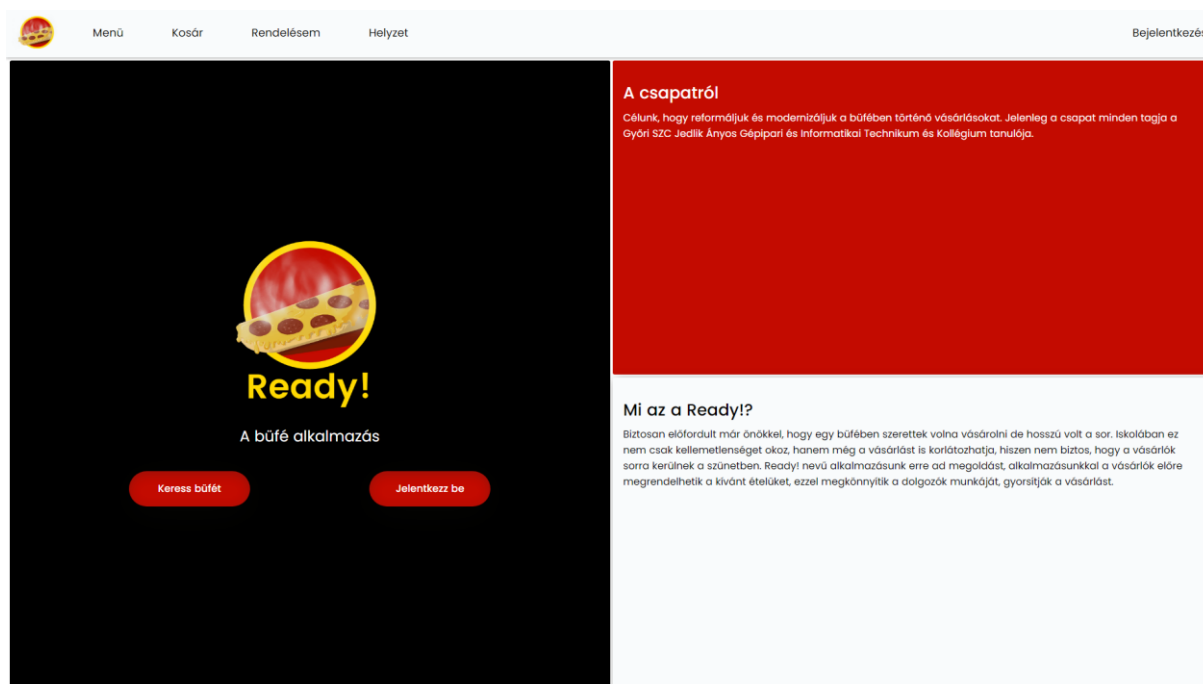 Menü Kosár Rendelésem Helyzet Bejelentkezés
Ready!
A büfé alkalmazás
Keress büfét Jelentkezz be
A csapatról
Célunk, hogy reformáljuk és modernizáljuk a büfében történő vásárlásokat. Jelenleg a csapat minden tagja a
Győri SZC Jedlik Ányos Gépipari és Informatikai Technikum és Kollégium tanulója.
Mi az a Ready!?
Biztosan előfordult már önökkel, hogy egy büfében szerettek volna vásárolni de hosszú volt a sor. Iskolában ez
nem csak kellemetlenséget okoz, hanem még a vásárlást is korlátozhatja, hiszen nem biztos, hogy a vásárlók
sorra kerülnek a szünetben. Ready! nevű alkalmazásunk erre ad megoldást, alkalmazásunkkal a vásárlók előre
megrendelhetik a kívánt ételüket, ezzel megkönnyítik a dolgozók munkáját, gyorsítják a vásárlást.